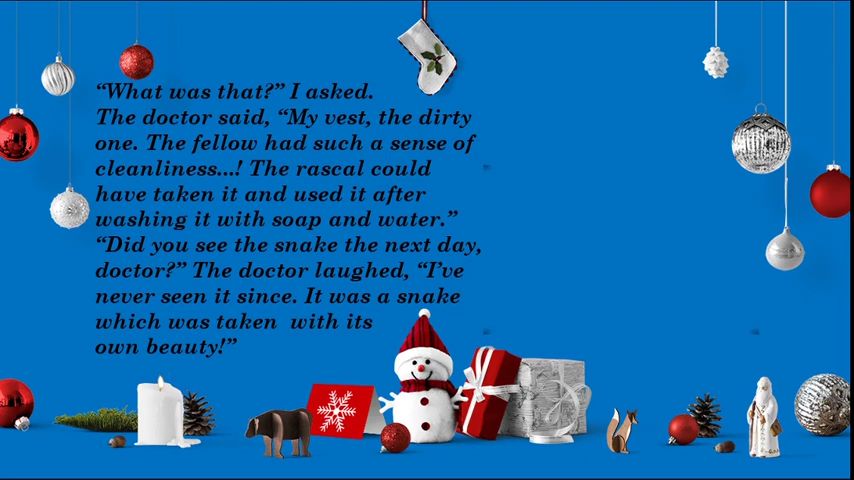 “What was that?” I asked.
The doctor said, “My vest, the dirty
one. The fellow had such a sense of
cleanliness...! The rascal could
have taken it and used it after
washing it with soap and water.”
“Did you see the snake the next day,
doctor?” The doctor laughed, “I’ve
never seen it since. It was a snake
which was taken  with its
own beauty!”